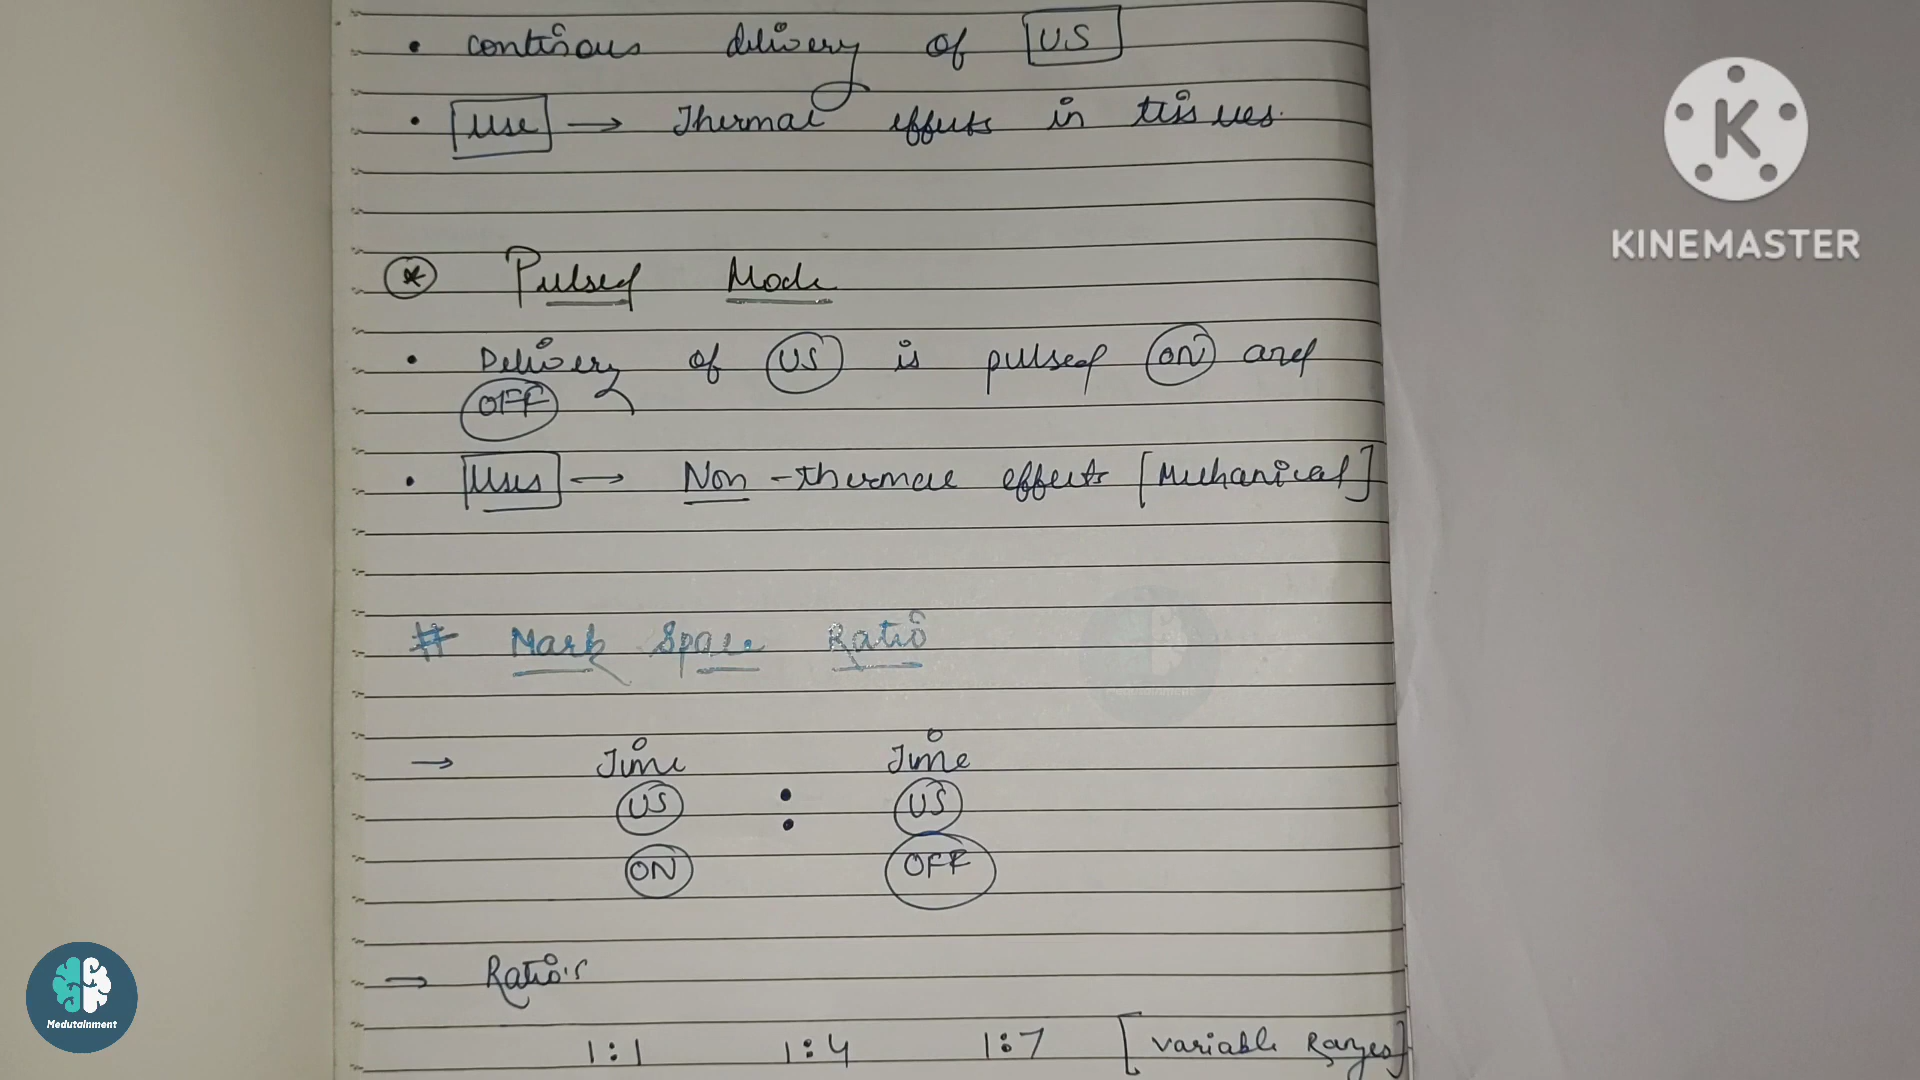 • continous delivery of US
• Use → Thermal effects in tissues.
K
KINEMASTER
* Pulsed Mode
• Delivery of US is pulsed ON and
OFF
• Uses → Non-thermal effects [Mechanical]
# Mark Space Ratio
Medutainment
→ Time : Time
US US
ON OFF
→ Ratio's
1:1 1:4 1:7 [variable Ranges]
Medutainment